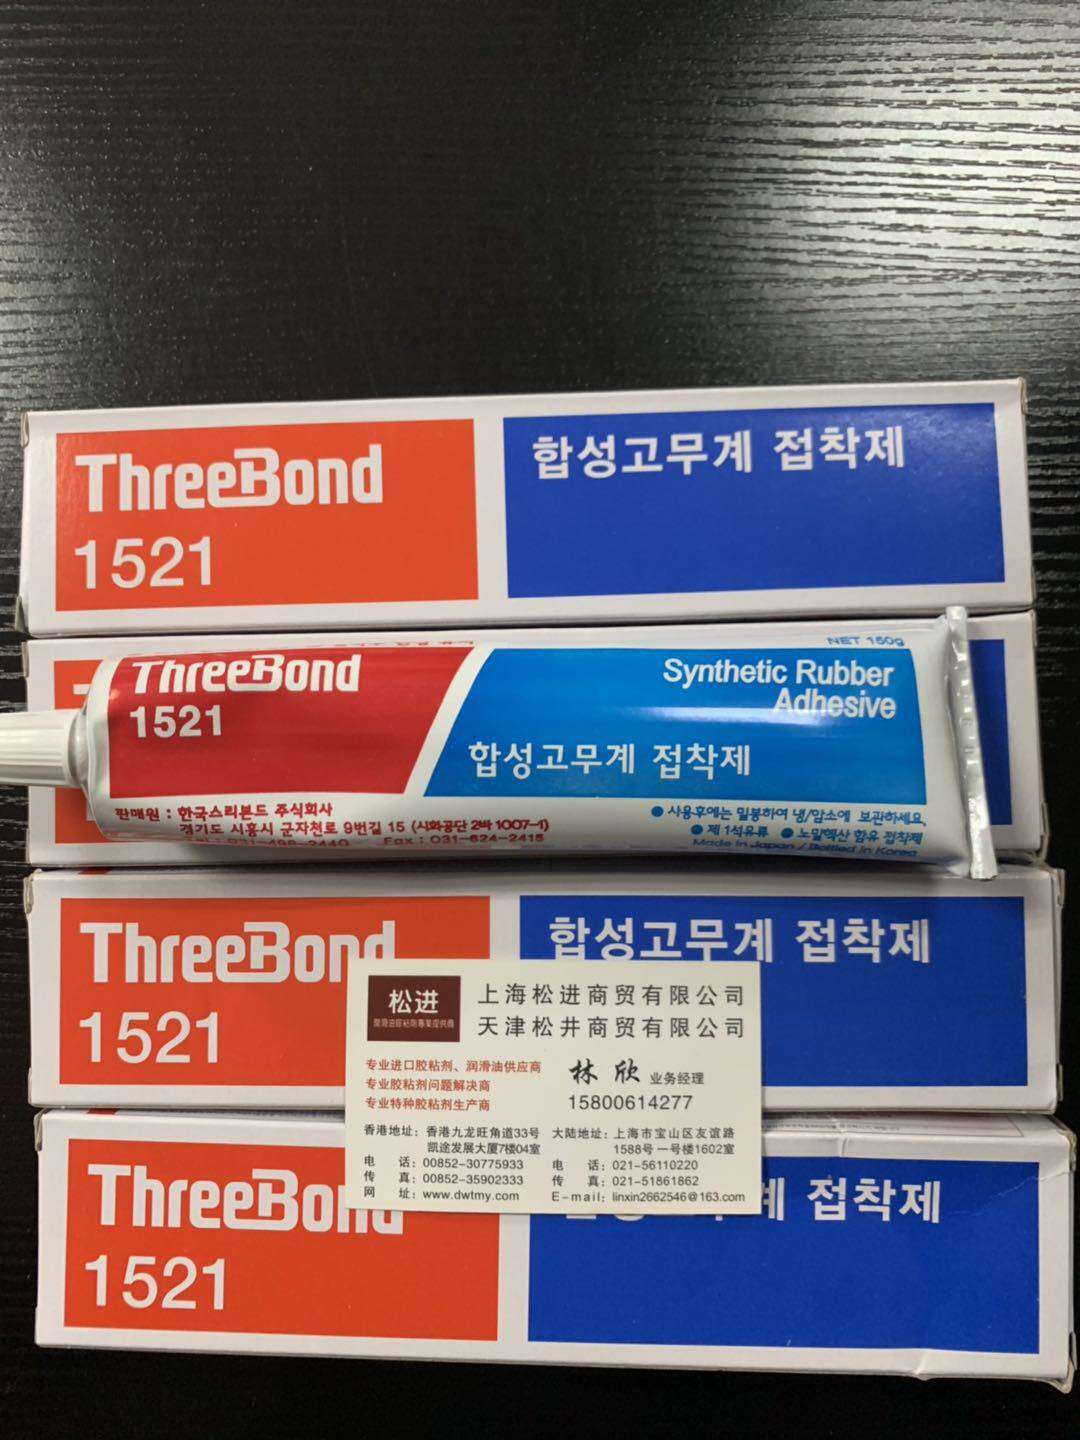 ThreeBond
1521
합성고무계 접착제
NET 150g
ThreeBond
1521
Synthetic Rubber
Adhesive
합성고무계 접착제
판매원 : 한국스리본드 주식회사
경기도 시흥시 군자천로 9번길 15 (시화공단 2바 1007-1)
Tel : 031-498-2440 Fax : 031-624-2415
● 사용후에는 밀봉하여 냉/암소에 보관하세요.
● 제 1석유류 ● 노말헥산 함유 접착제
Made in Japan / Bottled in Korea
ThreeBond
1521
합성고무계 접착제
松进
上海松进商贸有限公司
天津松井商贸有限公司
专业进口胶粘剂、润滑油供应商
专业胶粘剂问题解决商
专业特种胶粘剂生产商
林欣 业务经理
15800614277
香港地址: 香港九龙旺角道33号
凯途发展大厦7楼04室
电 话: 00852-30775933
传 真: 00852-35902333
网 址: www.dwtmy.com
大陆地址: 上海市宝山区友谊路
1588号 一号楼1602室
电 话: 021-56110220
传 真: 021-51861862
E-mail: linxin2662546@163.com
ThreeBond
1521
계 접착제